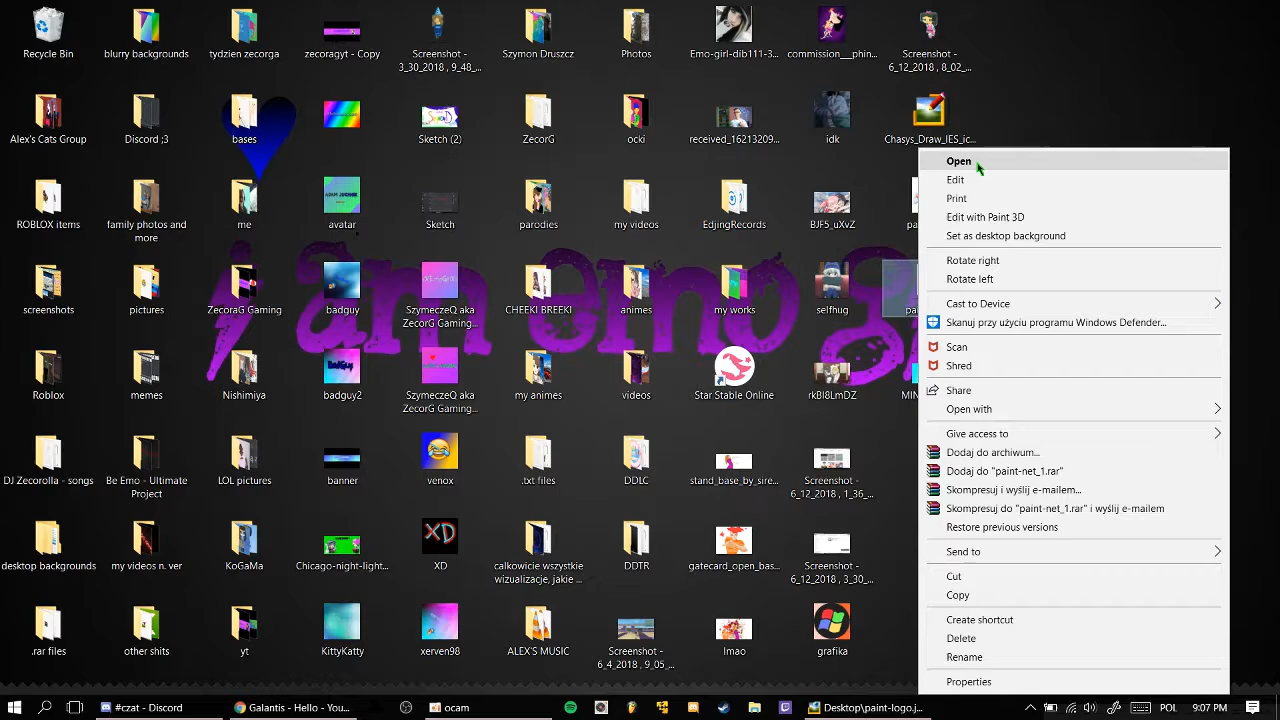 Recycle Bin
blurry backgrounds
tydzien zecorga
zecoragyt - Copy
Screenshot -
3_30_2018 , 9_48_...
Szymon Druszcz
Photos
Emo-girl-dib111-3...
commission__phin...
Screenshot -
6_12_2018 , 8_02_...
Alex's Cats Group
Discord ;3
bases
Sketch (2)
ZecorG
ocki
received_16213209...
idk
Chasys_Draw_IES_ic...
ROBLOX items
family photos and
more
me
avatar
Sketch
parodies
my videos
EdjingRecords
BJF5_uXvZ
i am emo
screenshots
pictures
ZecoraG Gaming
badguy
SzymeczeQ aka
ZecorG Gaming...
CHEEKI BREEKI
animes
my works
selfhug
Roblox
memes
Nishimiya
badguy2
SzymeczeQ aka
ZecorG Gaming...
my animes
videos
Star Stable Online
rkBI8LmDZ
MIN
DJ Zecorolla - songs
Be Emo - Ultimate
Project
LOL pictures
banner
venox
.txt files
DDLC
stand_base_by_sire...
Screenshot -
6_12_2018 , 1_36_...
desktop backgrounds
my videos n. ver
KoGaMa
Chicago-night-light...
XD
XD
calkowicie wszystkie
wizualizacje, jakie ...
DDTR
gatecard_open_bas...
Screenshot -
6_12_2018 , 3_30_...
.rar files
other shits
yt
KittyKatty
xerven98
ALEX'S MUSIC
Screenshot -
6_4_2018 , 9_05_...
lmao
grafika
Open
Edit
Print
Edit with Paint 3D
Set as desktop background
Rotate right
Rotate left
Cast to Device
Skanuj przy użyciu programu Windows Defender...
Scan
Shred
Share
Open with
Give access to
Dodaj do archiwum...
Dodaj do "paint-net_1.rar"
Skompresuj i wyślij e-mailem...
Skompresuj do "paint-net_1.rar" i wyślij e-mailem
Restore previous versions
Send to
Cut
Copy
Create shortcut
Delete
Rename
Properties
#czat - Discord
Galantis - Hello - You...
ocam
Desktop\paint-logo.j...
POL
9:07 PM